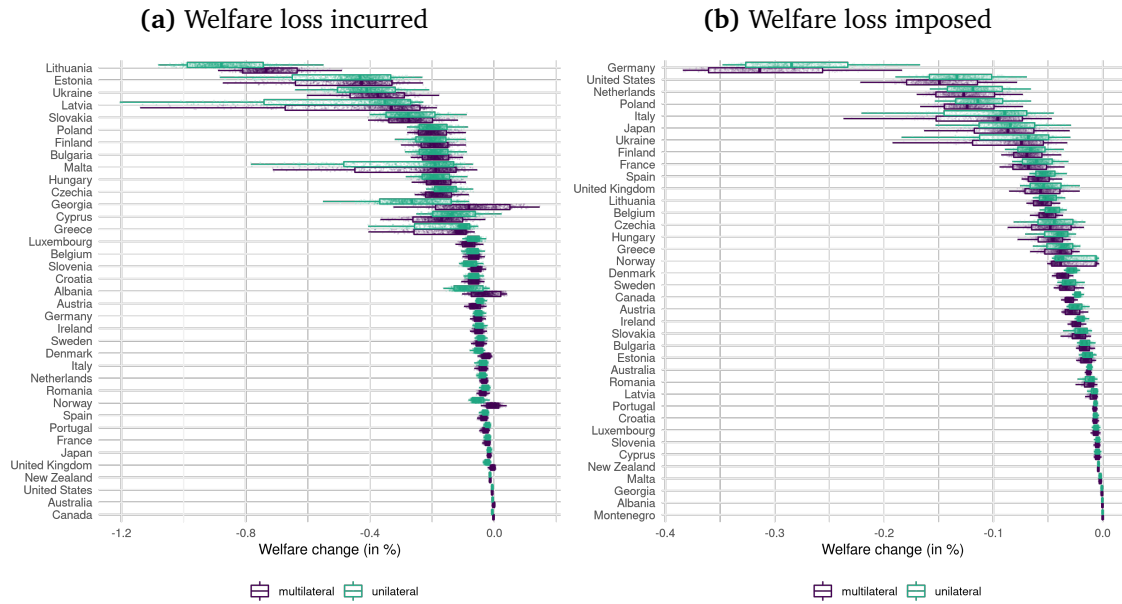 (a) Welfare loss incurred
Lithuania
Estonia
Ukraine
Latvia
Slovakia
Poland
Finland
Bulgaria
Malta
Hungary
Czechia
Georgia
Cyprus
Greece
Luxembourg
Belgium
Slovenia
Croatia
Albania
Austria
Germany
Ireland
Sweden
Denmark
Italy
Netherlands
Romania
Norway
Spain
Portugal
France
Japan
United Kingdom
New Zealand
United States
Australia
Canada
-1.2 -0.8 -0.4 0.0
Welfare change (in %)
multilateral unilateral
(b) Welfare loss imposed
Germany
United States
Netherlands
Poland
Italy
Japan
Ukraine
Finland
France
Spain
United Kingdom
Lithuania
Belgium
Czechia
Hungary
Greece
Norway
Denmark
Sweden
Canada
Austria
Ireland
Slovakia
Bulgaria
Estonia
Australia
Romania
Latvia
Portugal
Croatia
Luxembourg
Slovenia
Cyprus
New Zealand
Malta
Georgia
Albania
Montenegro
-0.4 -0.3 -0.2 -0.1 0.0
Welfare change (in %)
multilateral unilateral